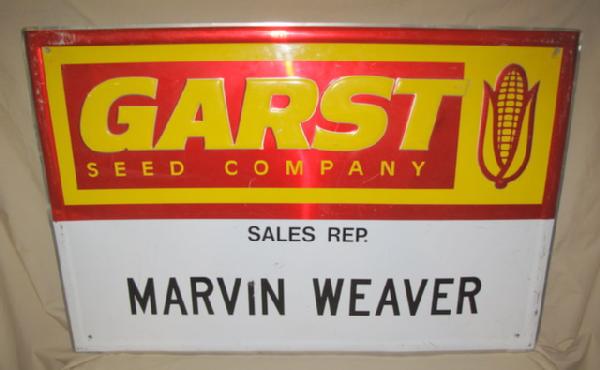 GARST
SEED COMPANY
SALES REP.
MARVIN WEAVER